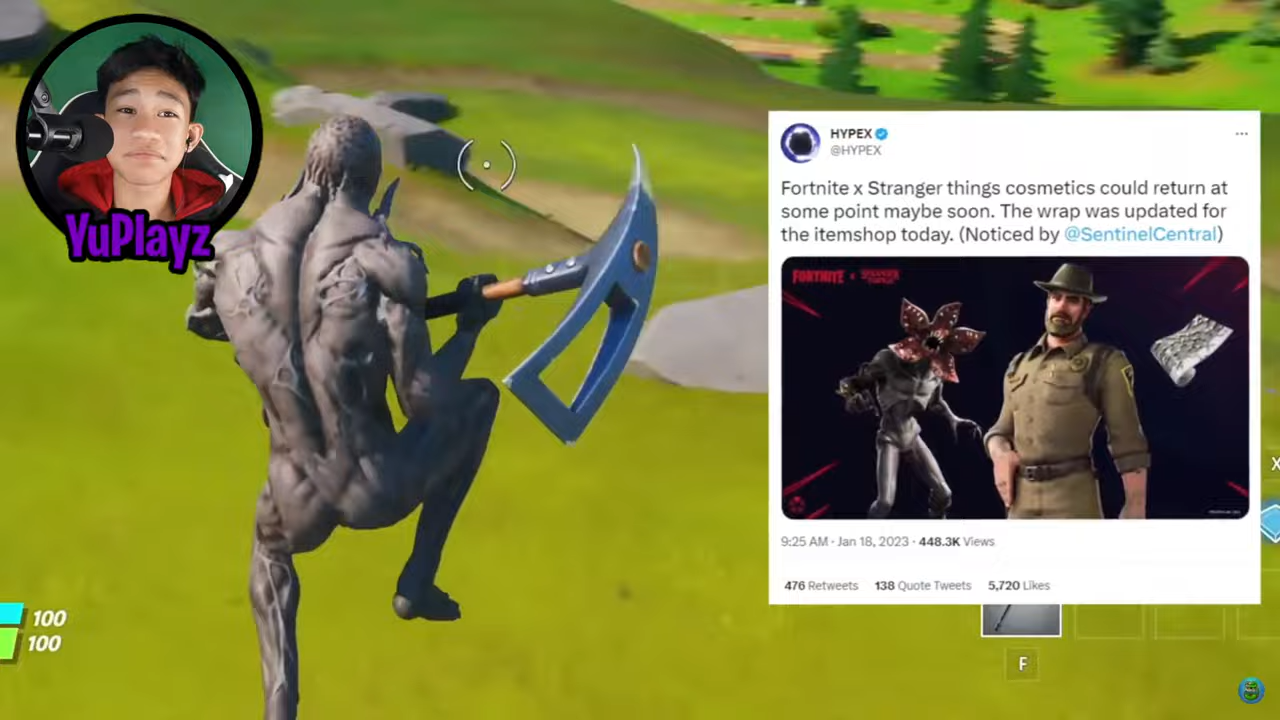 YuPlayz
HYPEX
@HYPEX
Fortnite x Stranger things cosmetics could return at
some point maybe soon. The wrap was updated for
the itemshop today. (Noticed by @SentinelCentral)
FORTNITE x STRANGER THINGS
9:25 AM · Jan 18, 2023 · 448.3K Views
476 Retweets 138 Quote Tweets 5,720 Likes
X
100
100
F